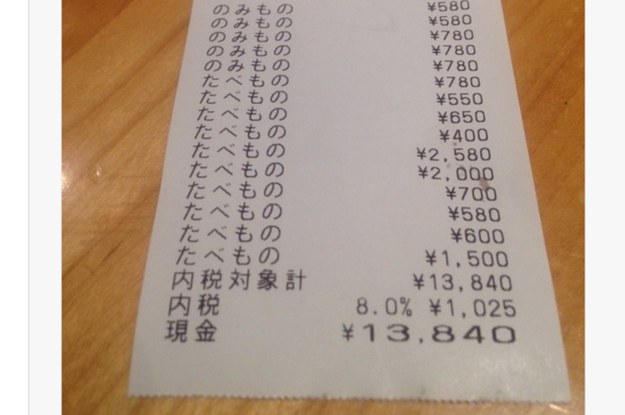 のみもの ¥580
のみもの ¥580
のみもの ¥780
のみもの ¥780
のみもの ¥780
たべもの ¥780
たべもの ¥550
たべもの ¥650
たべもの ¥400
たべもの ¥2,580
たべもの ¥2,000
たべもの ¥700
たべもの ¥580
たべもの ¥600
たべもの ¥1,500
内税対象計 ¥13,840
内税 8.0% ¥1,025
現金 ¥13,840